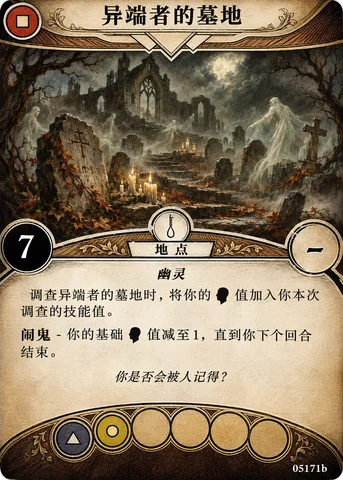 异端者的墓地
7
地点
–
幽灵
调查异端者的墓地时，将你的 值加入你本次
调查的技能值。
闹鬼 - 你的基础 值减至1，直到你下个回合
结束。
你是否会被人记得？
05171b